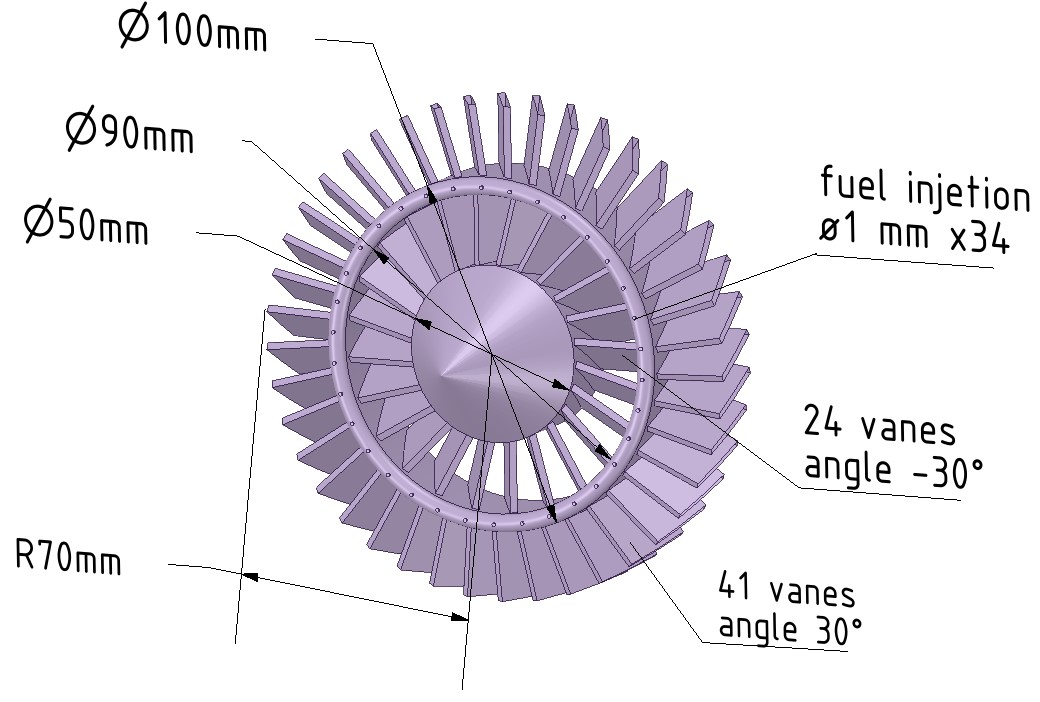 Ø100mm
Ø90mm
Ø50mm
R70mm
fuel injetion
ø1 mm x34
24 vanes
angle -30°
41 vanes
angle 30°